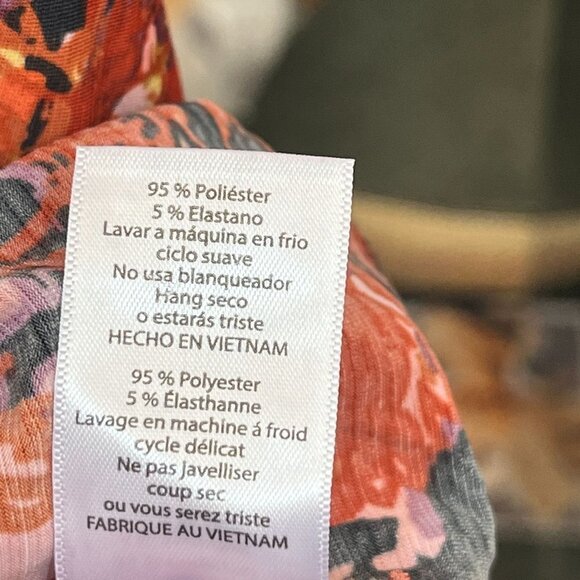 95 % Poliéster
5 % Elastano
Lavar a máquina en frio
ciclo suave
No usa blanqueador
Hang seco
o estarás triste
HECHO EN VIETNAM
95 % Polyester
5 % Élasthanne
Lavage en machine á froid
cycle délicat
Ne pas Javelliser
coup sec
ou vous serez triste
FABRIQUE AU VIETNAM